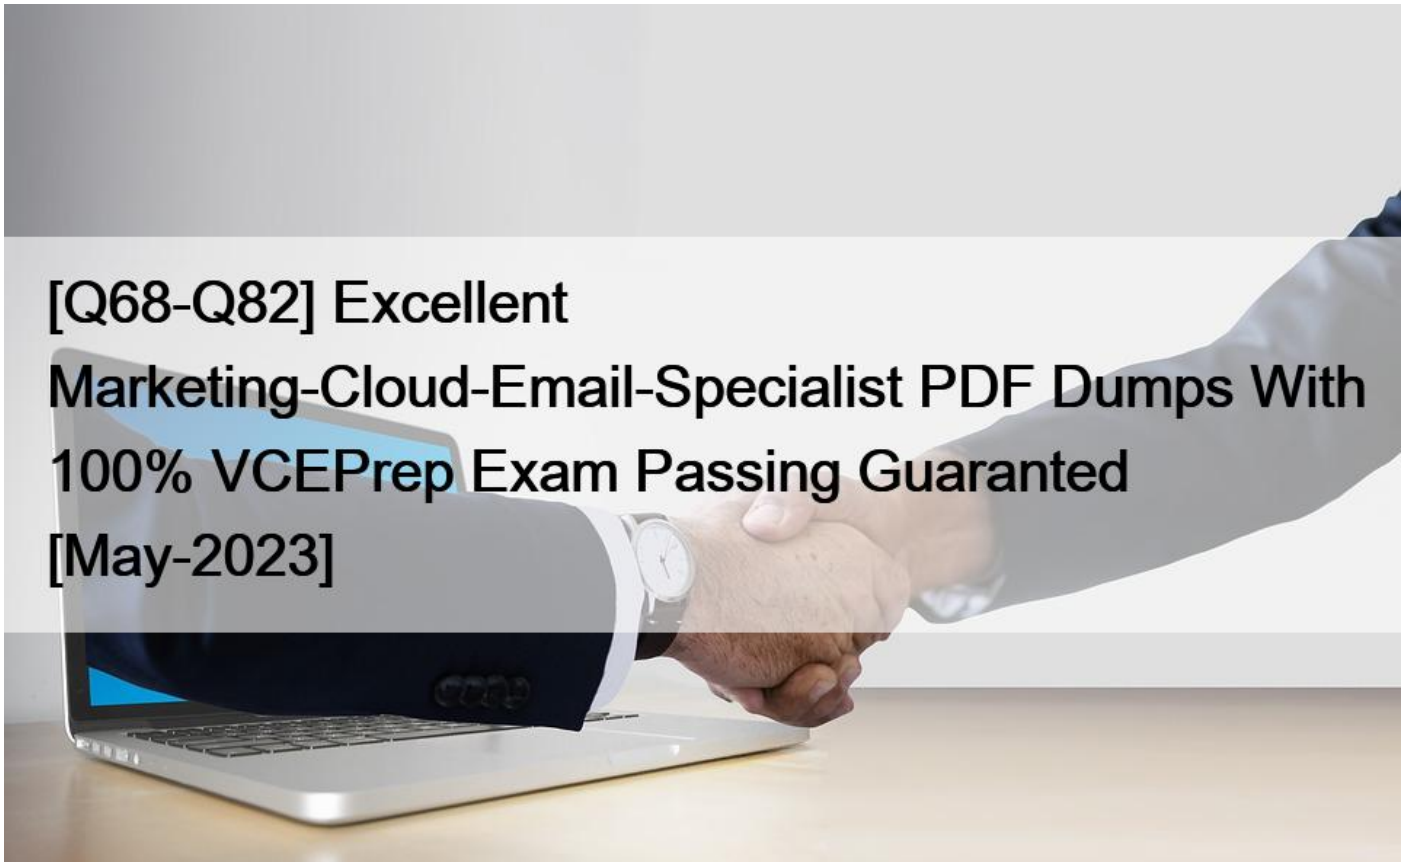 [Q68-Q82] Excellent
Marketing-Cloud-Email-Specialist PDF Dumps With
100% VCEPrep Exam Passing Guaranted
[May-2023]